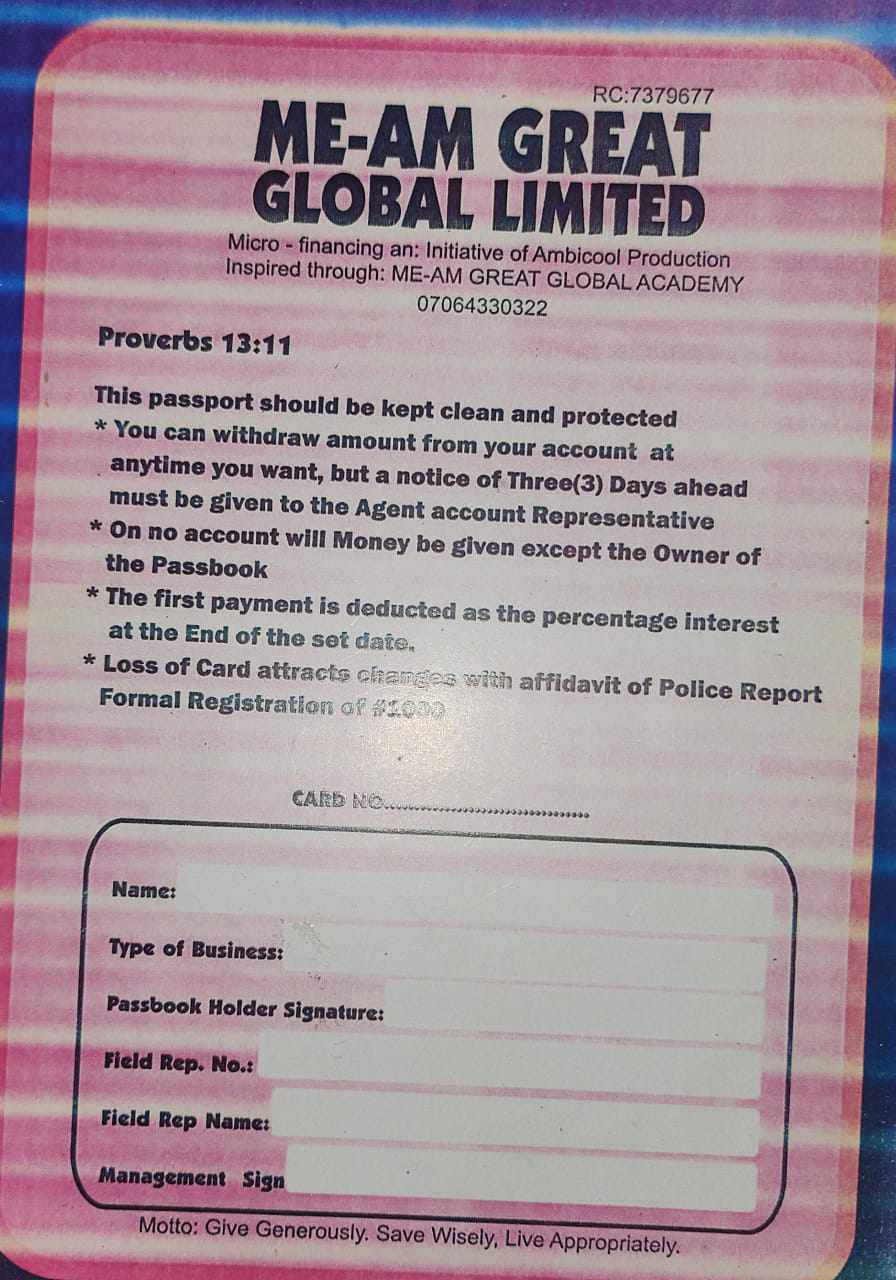 RC:7379677
ME-AM GREAT
GLOBAL LIMITED
Micro - financing an: Initiative of Ambicool Production
Inspired through: ME-AM GREAT GLOBAL ACADEMY
07064330322
Proverbs 13:11
This passport should be kept clean and protected
* You can withdraw amount from your account at
anytime you want, but a notice of Three(3) Days ahead
must be given to the Agent account Representative
* On no account will Money be given except the Owner of
the Passbook
* The first payment is deducted as the percentage interest
at the End of the set date.
* Loss of Card attracts changes with affidavit of Police Report
Formal Registration of #1000
CARD NO..................................
Name:
Type of Business:
Passbook Holder Signature:
Field Rep. No.:
Field Rep Name:
Management Sign
Motto: Give Generously. Save Wisely, Live Appropriately.